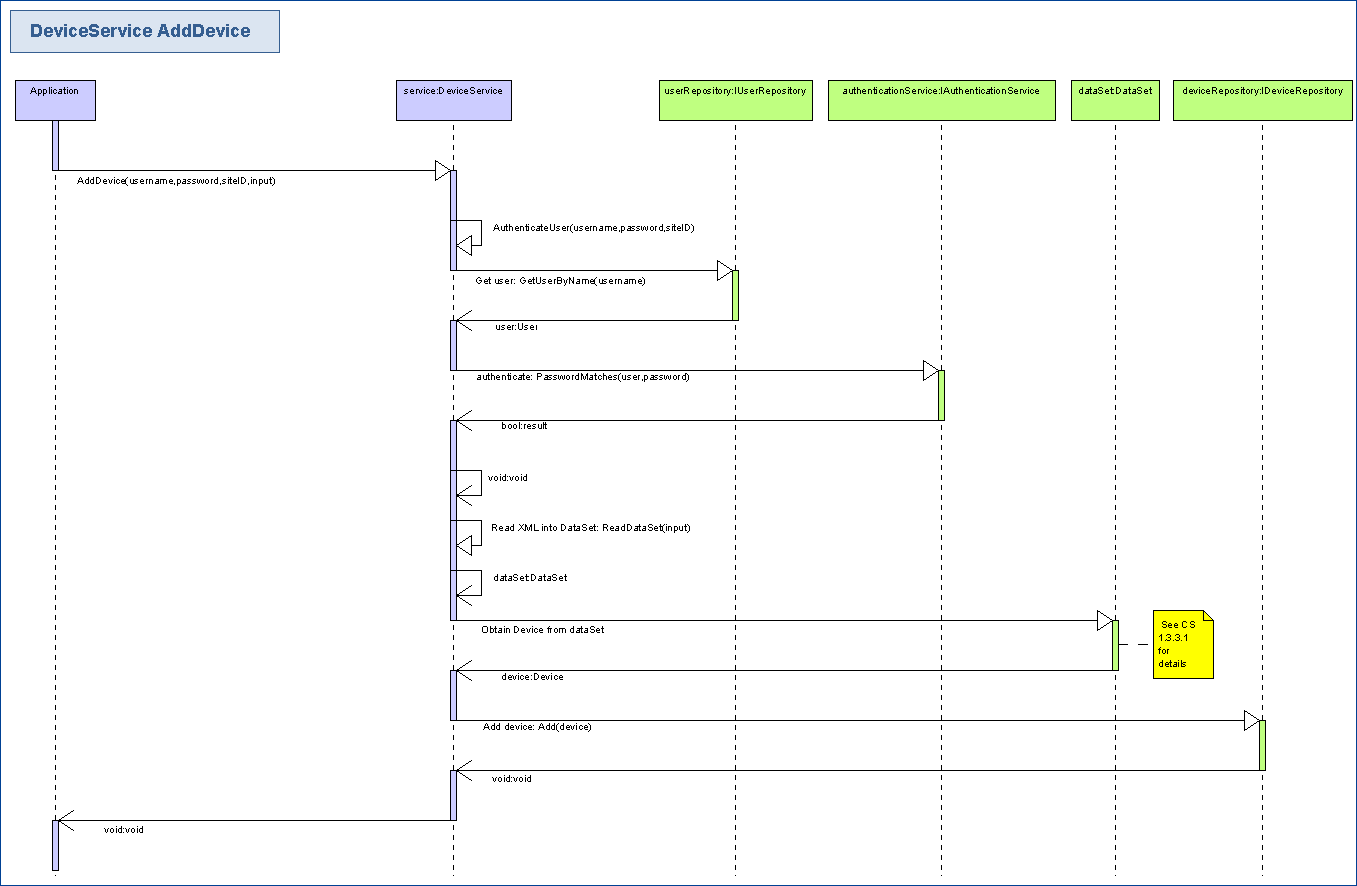 DeviceService AddDevice
Application
service:DeviceService
userRepository:IUserRepository
authenticationService:IAuthenticationService
dataSet:DataSet
deviceRepository:IDeviceRepository
AddDevice(username,password,siteID,input)
AuthenticateUser(username,password,siteID)
Get user: GetUserByName(username)
user:User
authenticate: PasswordMatches(user,password)
bool:result
void:void
Read XML into DataSet: ReadDataSet(input)
dataSet:DataSet
Obtain Device from dataSet
See CS
1.3.3.1
for
details
device:Device
Add device: Add(device)
void:void
void:void